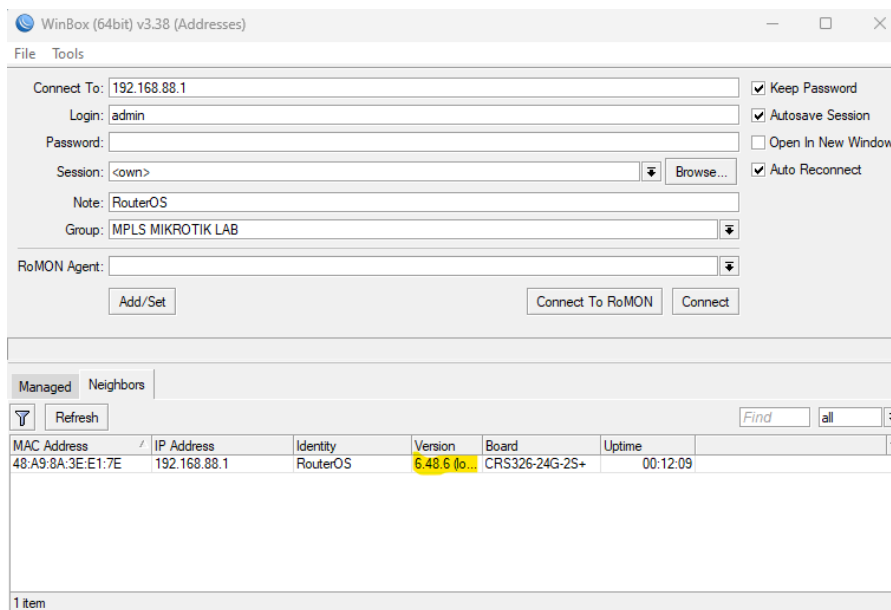 WinBox (64bit) v3.38 (Addresses)
File Tools
Connect To: 192.168.88.1
Keep Password
Login: admin
Autosave Session
Password:
Open In New Window
Session: <own>
Browse...
Auto Reconnect
Note: RouterOS
Group: MPLS MIKROTIK LAB
RoMON Agent:
Add/Set Connect To RoMON Connect
Managed Neighbors
Refresh Find all
MAC Address / IP Address Identity Version Board Uptime
48:A9:8A:3E:E1:7E 192.168.88.1 RouterOS 6.48.6 (lo... CRS326-24G-2S+ 00:12:09
1 item